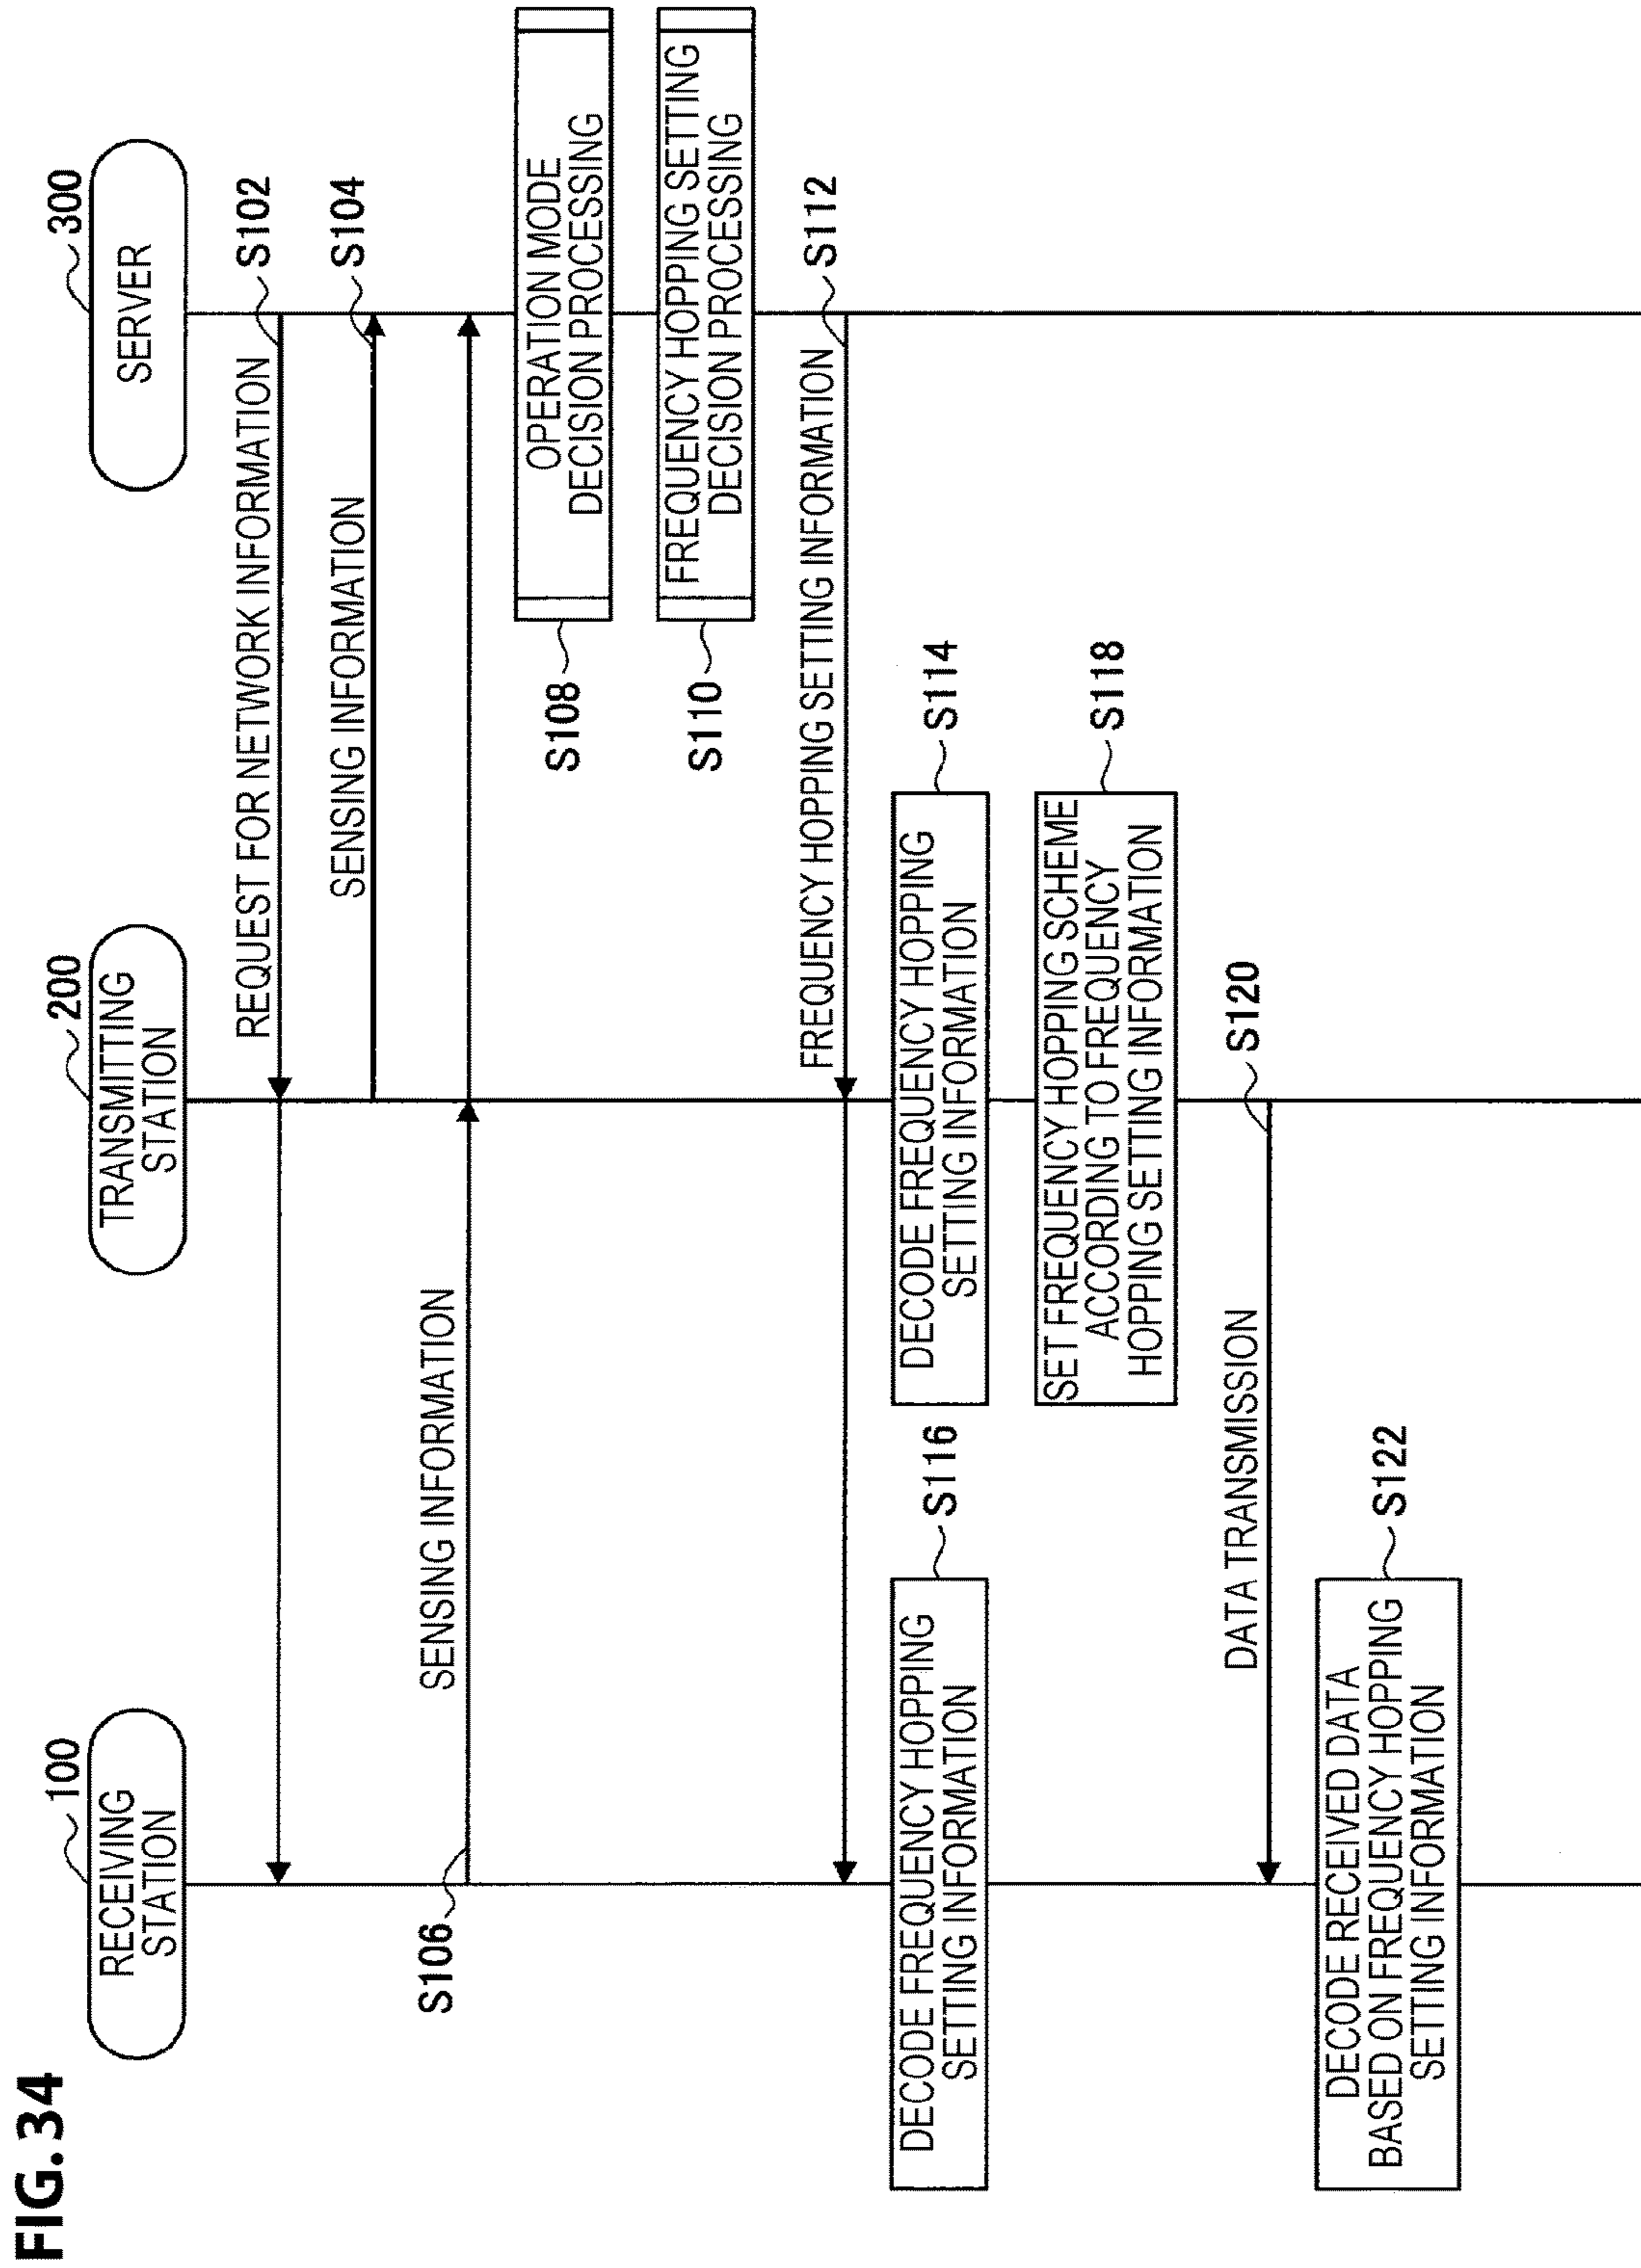 FIG.34
100
RECEIVING
STATION
200
TRANSMITTING
STATION
300
SERVER
REQUEST FOR NETWORK INFORMATION
S102
SENSING INFORMATION
S104
S106
SENSING INFORMATION
S108
OPERATION MODE
DECISION PROCESSING
S110
FREQUENCY HOPPING SETTING
DECISION PROCESSING
FREQUENCY HOPPING SETTING INFORMATION
S112
DECODE FREQUENCY HOPPING
SETTING INFORMATION
S116
DECODE FREQUENCY HOPPING
SETTING INFORMATION
S114
SET FREQUENCY HOPPING SCHEME
ACCORDING TO FREQUENCY
HOPPING SETTING INFORMATION
S118
DATA TRANSMISSION
S120
DECODE RECEIVED DATA
BASED ON FREQUENCY HOPPING
SETTING INFORMATION
S122